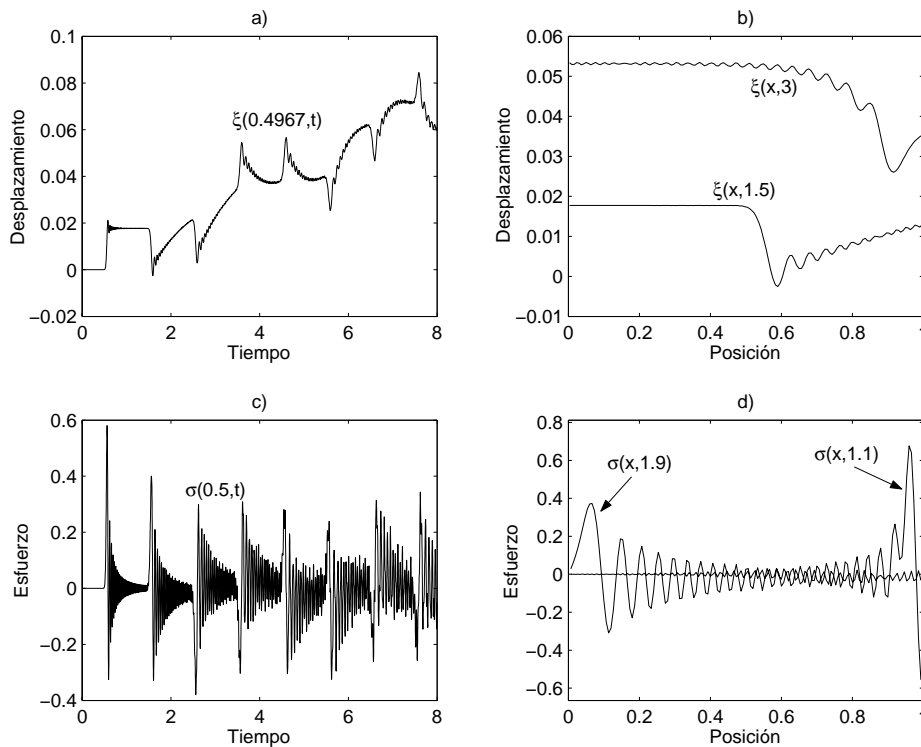 a)
0.1
0.08
0.06
0.04
0.02
0
−0.02
0 2 4 6 8
Desplazamiento
Tiempo
ξ(0.4967,t)
b)
0.06
0.05
0.04
0.03
0.02
0.01
0
−0.01
0 0.2 0.4 0.6 0.8 1
Desplazamiento
Posición
ξ(x,3)
ξ(x,1.5)
c)
0.6
0.4
0.2
0
−0.2
−0.4
0 2 4 6 8
Esfuerzo
Tiempo
σ(0.5,t)
d)
0.8
0.6
0.4
0.2
0
−0.2
−0.4
−0.6
0 0.2 0.4 0.6 0.8 1
Esfuerzo
Posición
σ(x,1.9)
σ(x,1.1)